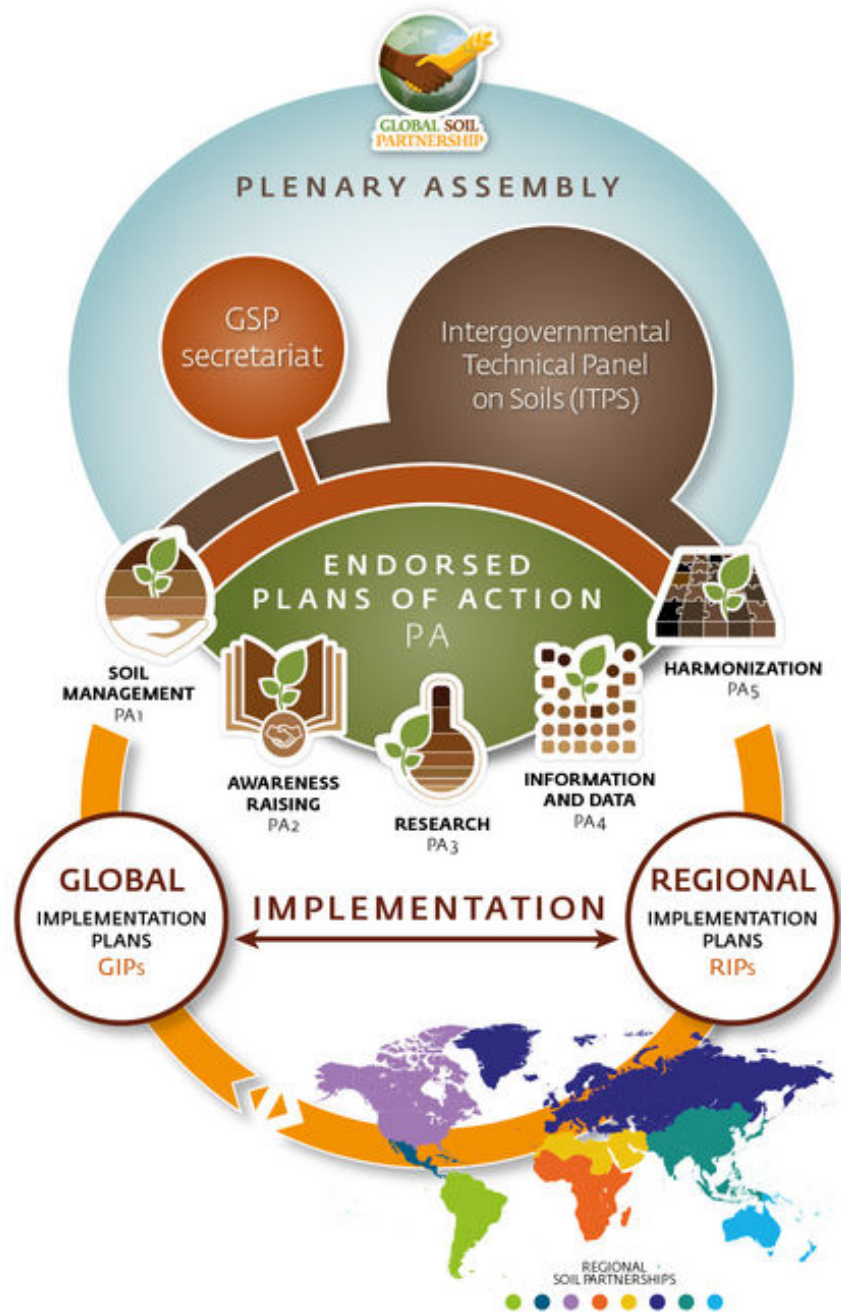 GLOBAL SOIL
PARTNERSHIP
PLENARY ASSEMBLY
GSP
secretariat
Intergovernmental
Technical Panel
on Soils (ITPS)
ENDORSED
PLANS OF ACTION
PA
SOIL
MANAGEMENT
PA1
AWARENESS
RAISING
PA2
RESEARCH
PA3
INFORMATION
AND DATA
PA4
HARMONIZATION
PA5
GLOBAL
IMPLEMENTATION
PLANS
GIPs
IMPLEMENTATION
REGIONAL
IMPLEMENTATION
PLANS
RIPs
REGIONAL
SOIL PARTNERSHIPS